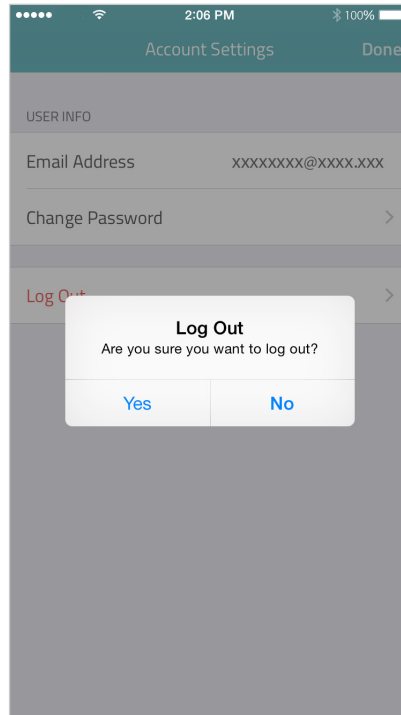 2:06 PM
100%
Account Settings
Done
USER INFO
Email Address
xxxxxxxx@xxxx.xxx
Change Password
Log Out
Log Out
Are you sure you want to log out?
Yes
No